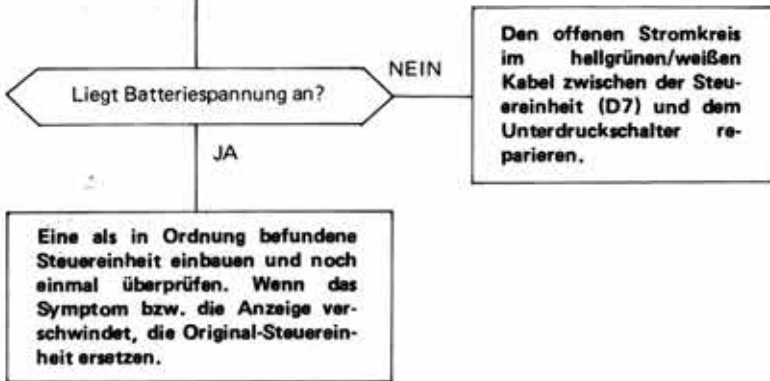 Den offenen Stromkreis
im hellgrünen/weißen
Kabel zwischen der Steu-
ereinheit (D7) und dem
Unterdruckschalter re-
parieren.
NEIN
Liegt Batteriespannung an?
JA
Eine als in Ordnung befundene
Steuereinheit einbauen und noch
einmal überprüfen. Wenn das
Symptom bzw. die Anzeige ver-
schwindet, die Original-Steuerein-
heit ersetzen.